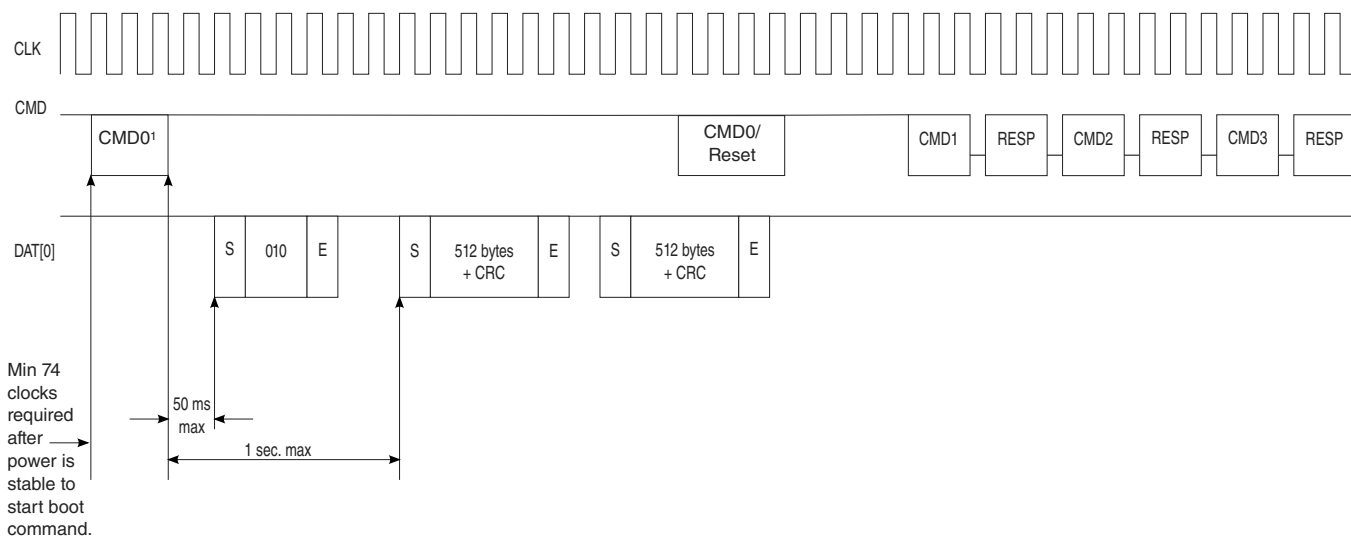 CLK
CMD
CMD0¹
CMD0/
Reset
CMD1
RESP
CMD2
RESP
CMD3
RESP
DAT[0]
S
010
E
S
512 bytes
+ CRC
E
S
512 bytes
+ CRC
E
Min 74
clocks
required
after
power is
stable to
start boot
command.
50 ms
max
1 sec. max